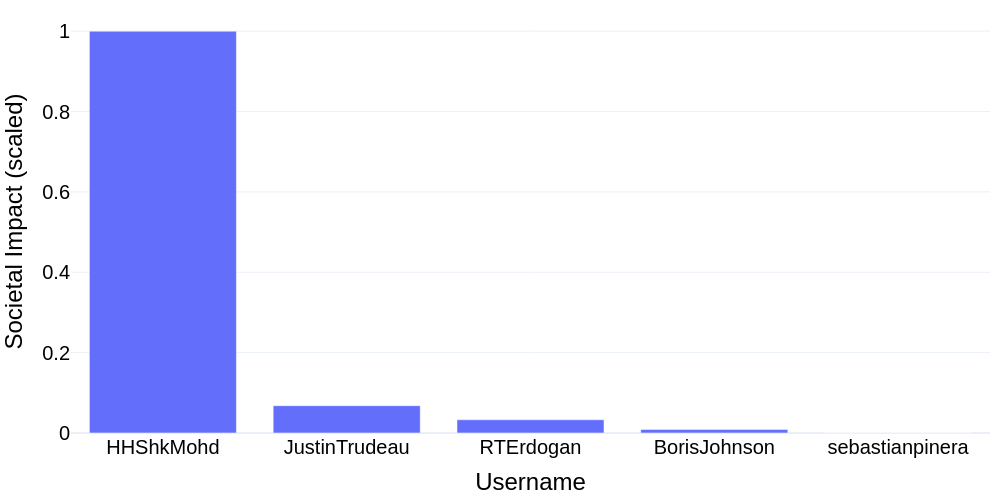 Societal Impact (scaled)
1
0.8
0.6
0.4
0.2
0
HHShkMohd JustinTrudeau RTErdogan BorisJohnson sebastianpinera
Username